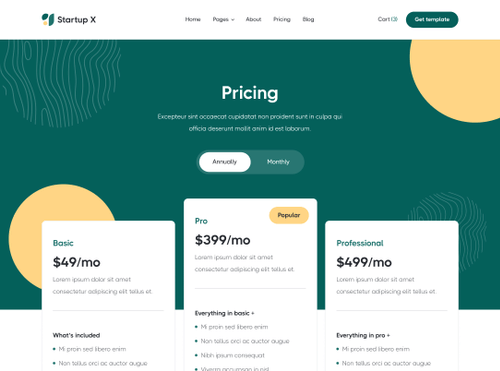 Startup X
Home Pages About Pricing Blog
Cart (0)
Get template
Pricing
Excepteur sint occaecat cupidatat non proident sunt in culpa qui
officia deserunt mollit anim id est laborum.
Annually Monthly
Basic
$49/mo
Lorem ipsum dolor sit amet
consectetur adipiscing elit tellus et.
What's included
Mi proin sed libero enim
Non tellus orci ac auctor augue
Popular
Pro
$399/mo
Lorem ipsum dolor sit amet
consectetur adipiscing elit tellus et.
Everything in basic +
Mi proin sed libero enim
Non tellus orci ac auctor augue
Nibh ipsum consequat
Viverra orci in nisl
Professional
$499/mo
Lorem ipsum dolor sit amet
consectetur adipiscing elit tellus et.
Everything in pro +
Mi proin sed libero enim
Non tellus orci ac auctor augue